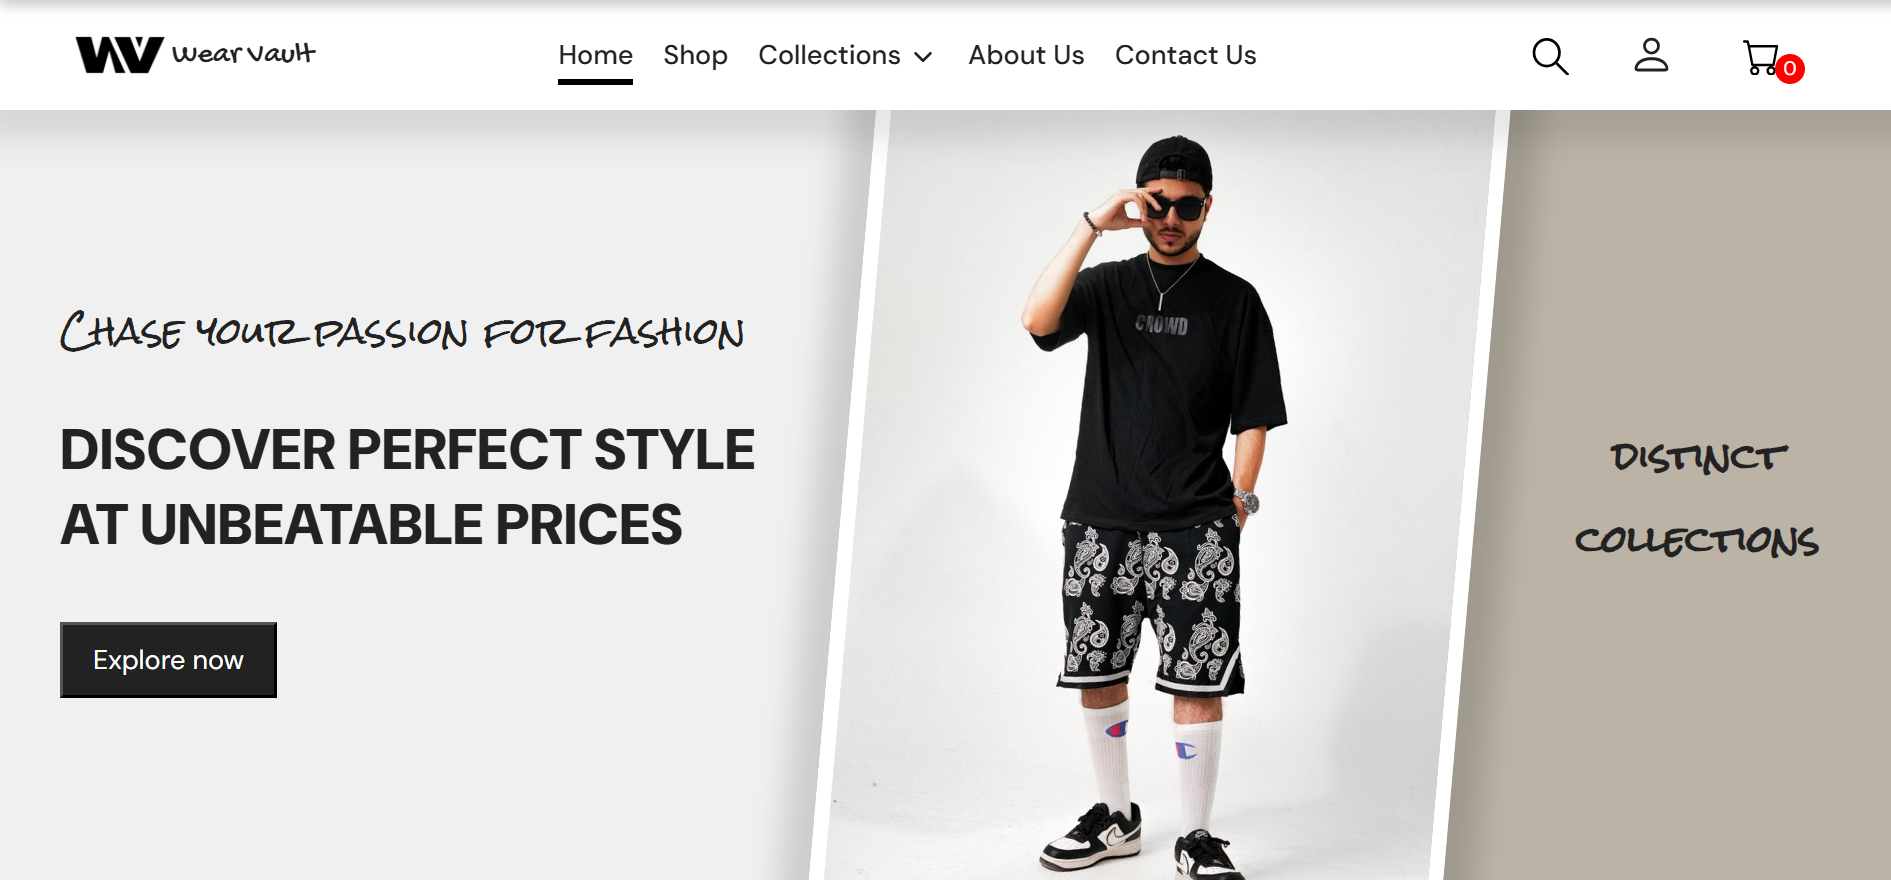 WV wear vault
Home Shop Collections About Us Contact Us
0
Chase your passion for fashion
DISCOVER PERFECT STYLE
AT UNBEATABLE PRICES
Explore now
CROWD
DISTINCT
COLLECTIONS